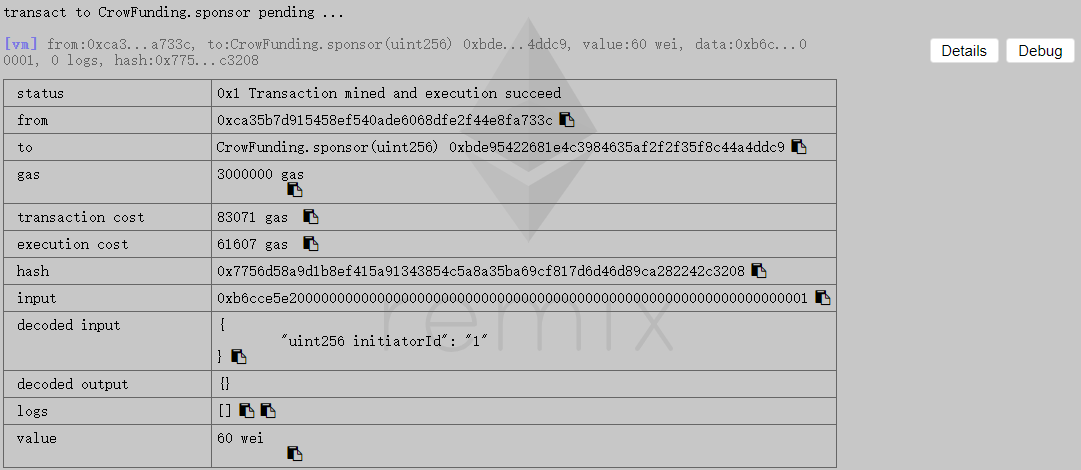 transact to CrowFunding.sponsor pending ...
[vm] from:0xca3...a733c, to:CrowFunding.sponsor(uint256) 0xbde...4ddc9, value:60 wei, data:0xb6c...0
0001, 0 logs, hash:0x775...c3208
Details Debug
status 0x1 Transaction mined and execution succeed
from 0xca35b7d915458ef540ade6068dfe2f44e8fa733c
to CrowFunding.sponsor(uint256) 0xbde95422681e4c3984635af2f2f35f8c44a4ddc9
gas 3000000 gas
transaction cost 83071 gas
execution cost 61607 gas
hash 0x7756d58a9d1b8ef415a91343854c5a8a35ba69cf817d6d46d89ca282242c3208
input 0xb6cce5e20000000000000000000000000000000000000000000000000000000000000001
decoded input {
"uint256 initiatorId": "1"
}
decoded output {}
logs []
value 60 wei
remix